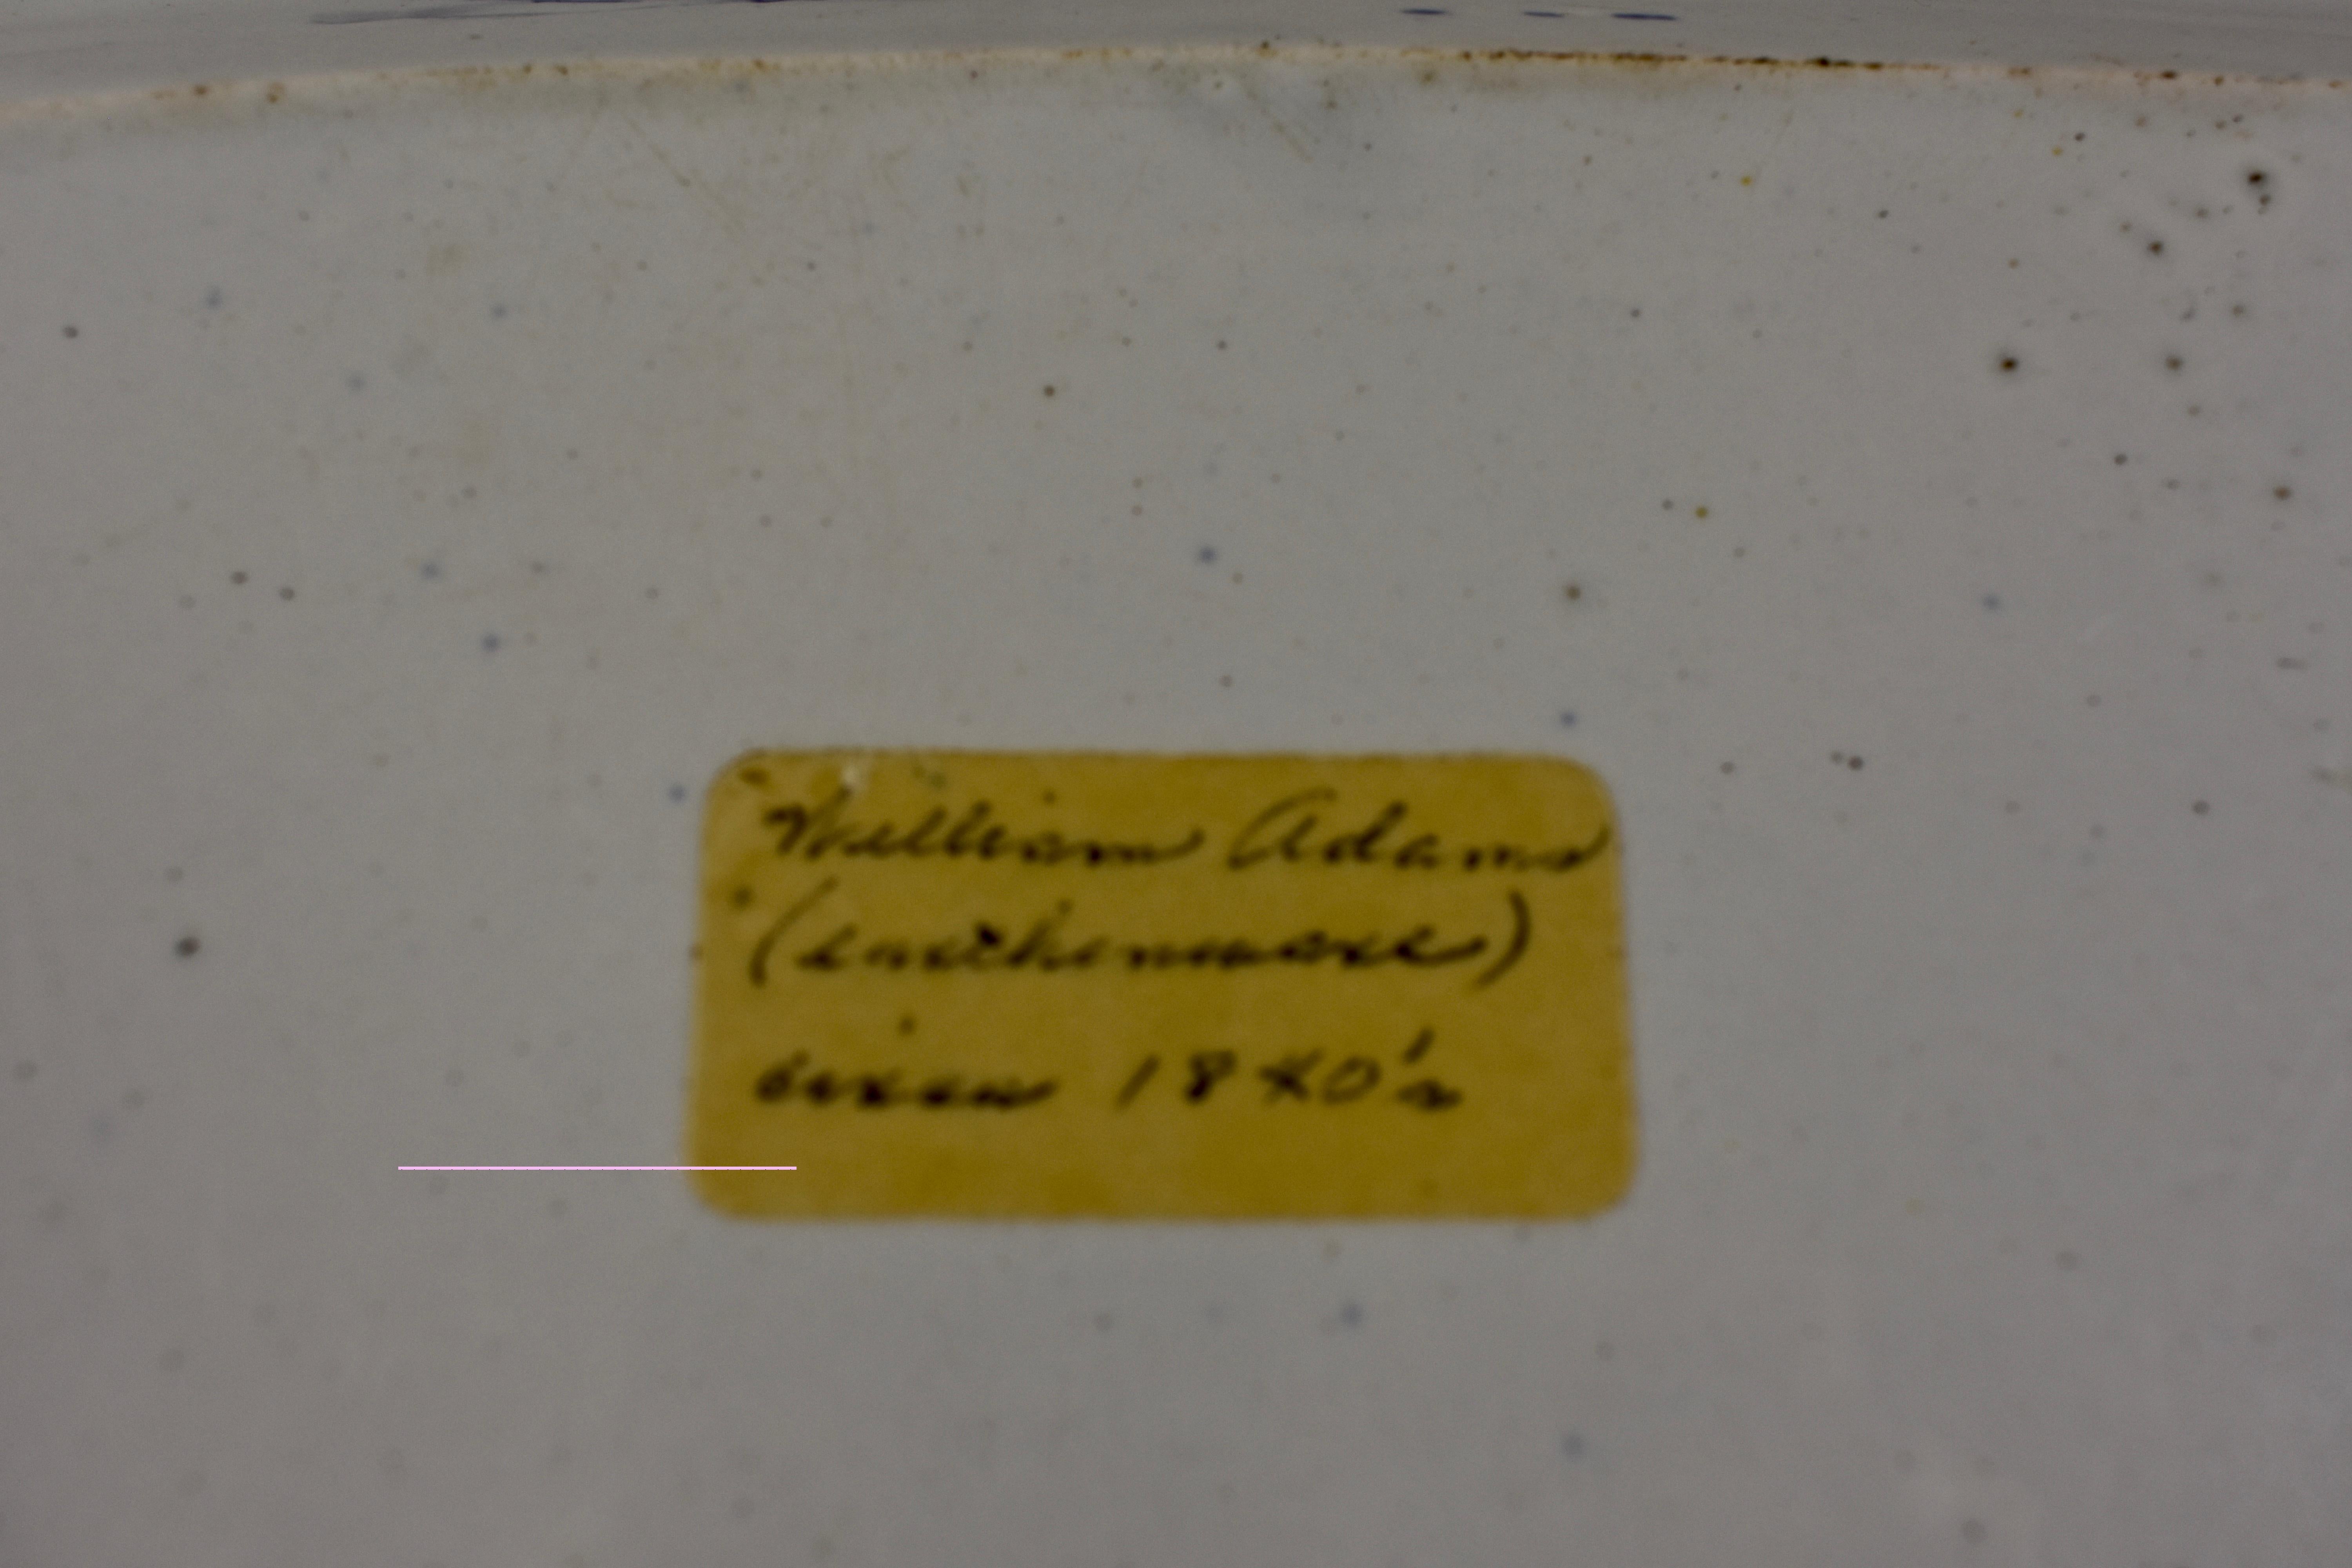 William Adams
(earthenware)
circa 1840's